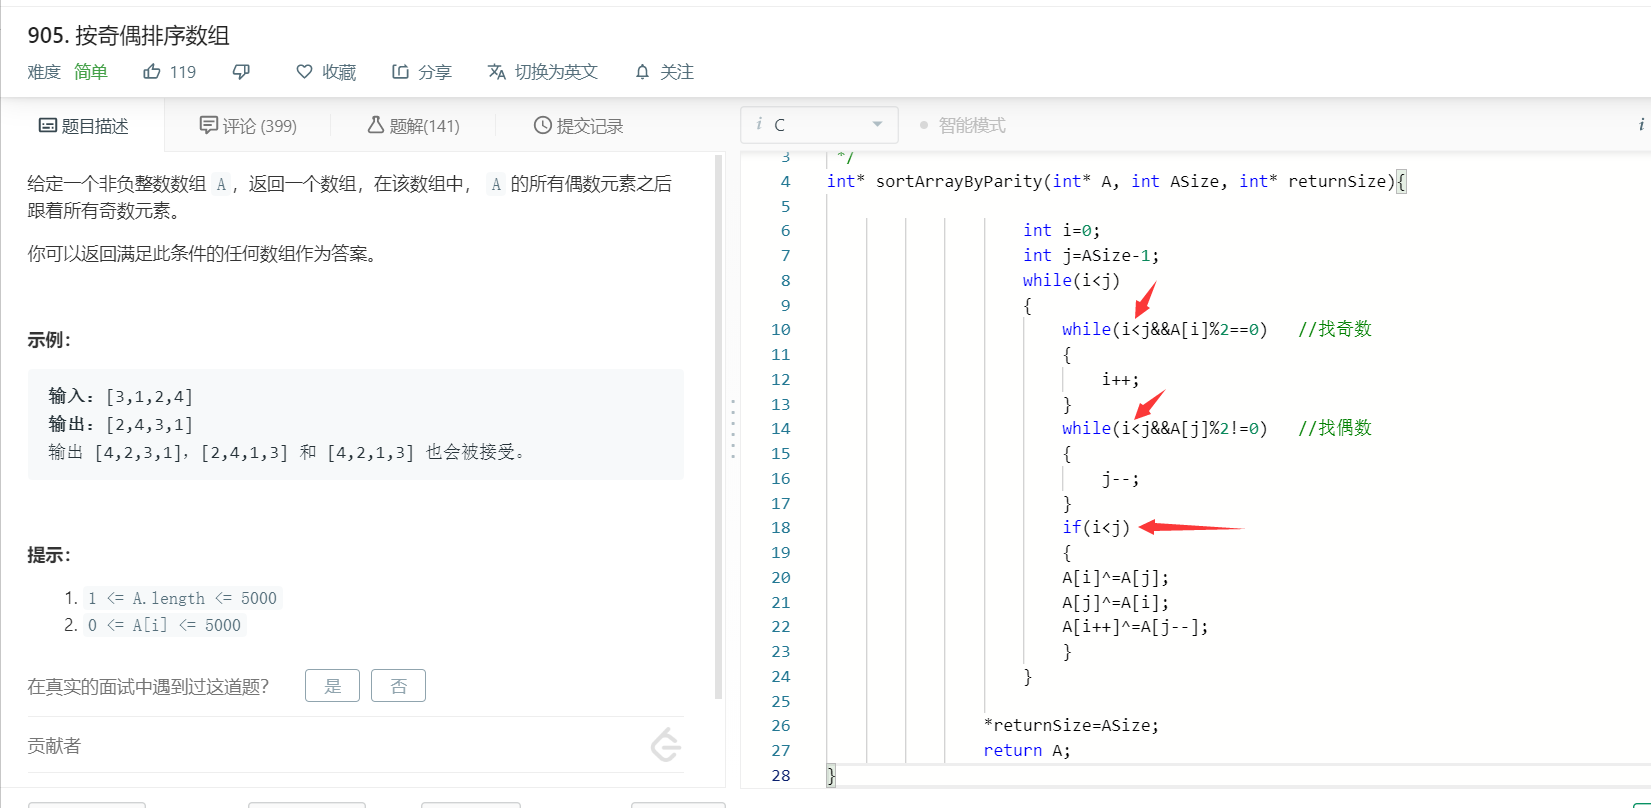 905. 按奇偶排序数组
难度 简单 119 收藏 分享 切换为英文 关注
题目描述 评论 (399) 题解(141) 提交记录
给定一个非负整数数组 A，返回一个数组，在该数组中， A 的所有偶数元素之后
跟着所有奇数元素。
你可以返回满足此条件的任何数组作为答案。
示例：
输入：[3,1,2,4]
输出：[2,4,3,1]
输出 [4,2,3,1]，[2,4,1,3] 和 [4,2,1,3] 也会被接受。
提示：
1. 1 <= A.length <= 5000
2. 0 <= A[i] <= 5000
在真实的面试中遇到过这道题？ 是 否
贡献者
i C 智能模式 i
3 */
4 int* sortArrayByParity(int* A, int ASize, int* returnSize){
5
6 int i=0;
7 int j=ASize-1;
8 while(i<j)
9 {
10 while(i<j&&A[i]%2==0) //找奇数
11 {
12 i++;
13 }
14 while(i<j&&A[j]%2!=0) //找偶数
15 {
16 j--;
17 }
18 if(i<j)
19 {
20 A[i]^=A[j];
21 A[j]^=A[i];
22 A[i++]^=A[j--];
23 }
24 }
25
26 *returnSize=ASize;
27 return A;
28 }